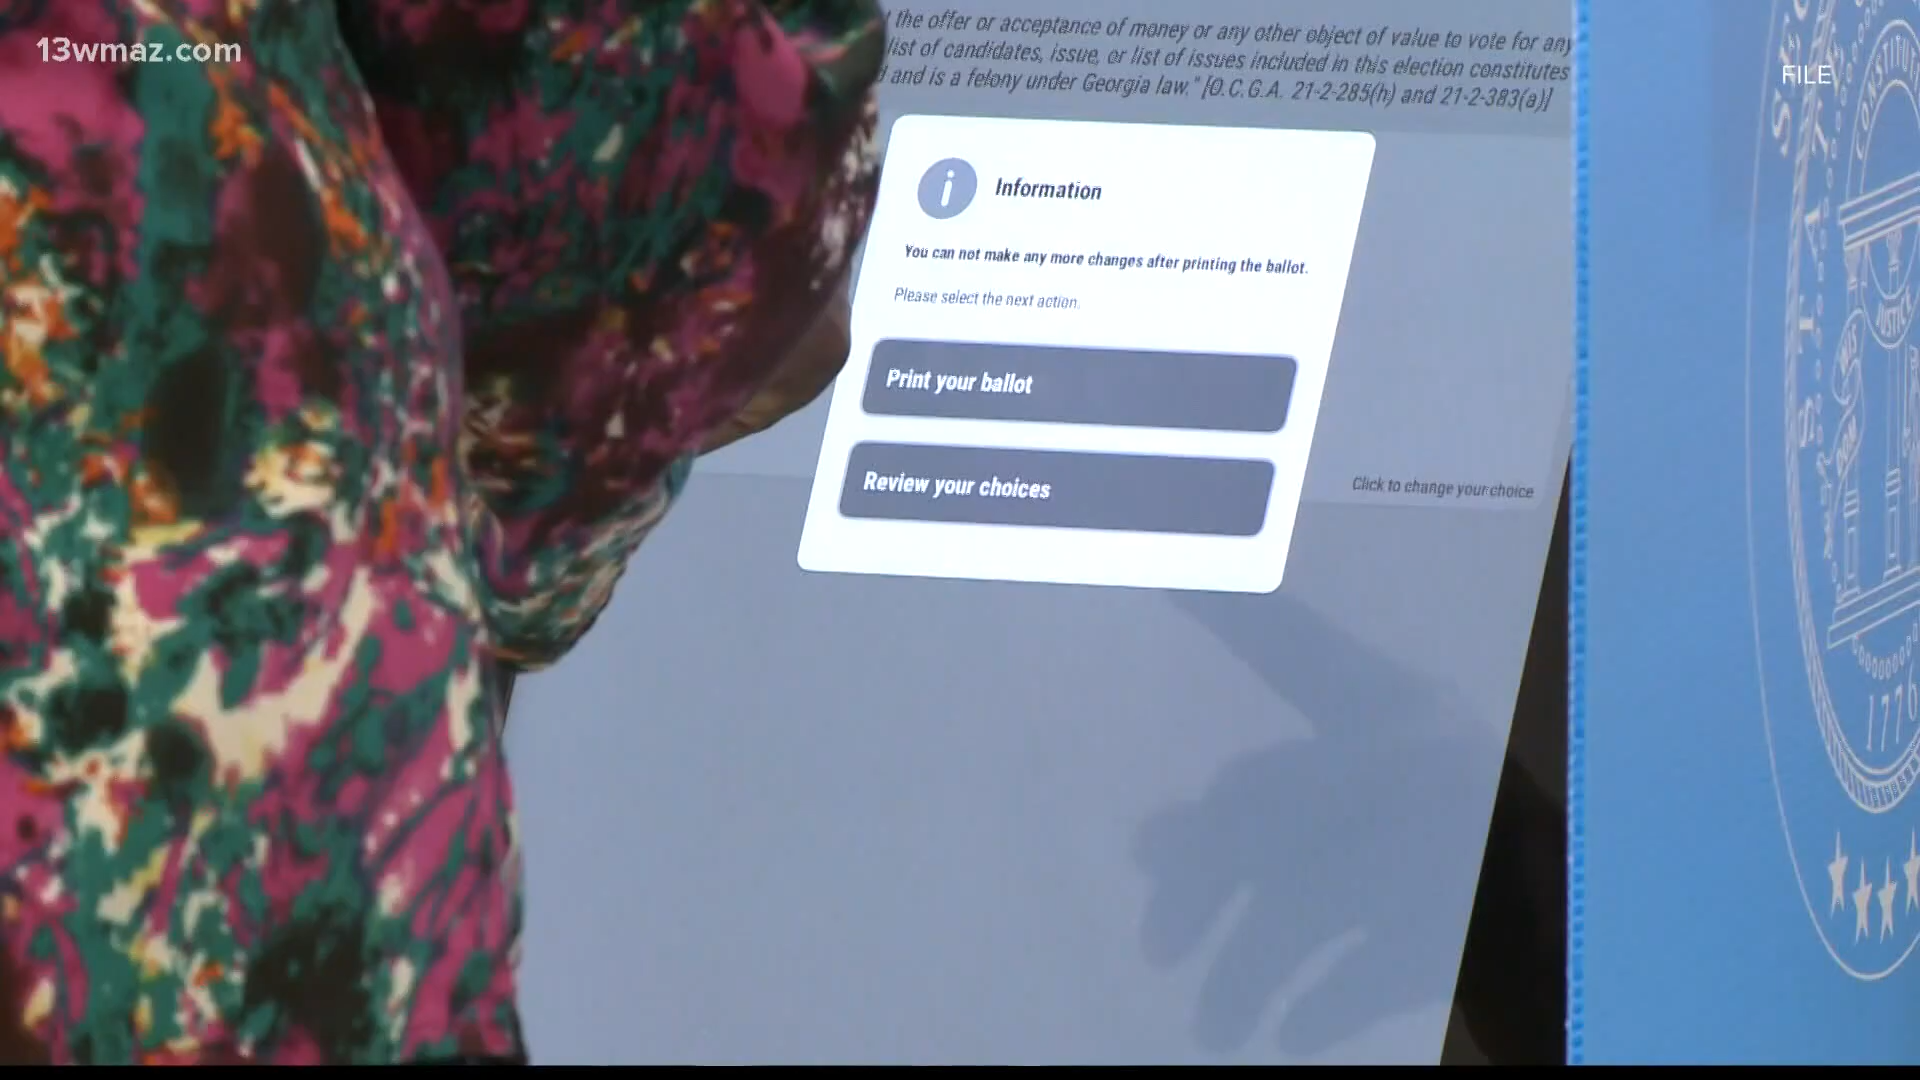 13wmaz.com
FILE
the offer or acceptance of money or any other object of value to vote for any
list of candidates, issue, or list of issues included in this election constitutes
and is a felony under Georgia law." [O.C.G.A. 21-2-285(h) and 21-2-383(a)]
Information
You can not make any more changes after printing the ballot.
Please select the next action.
Print your ballot
Review your choices
Click to change your choice
JUSTICE
1776